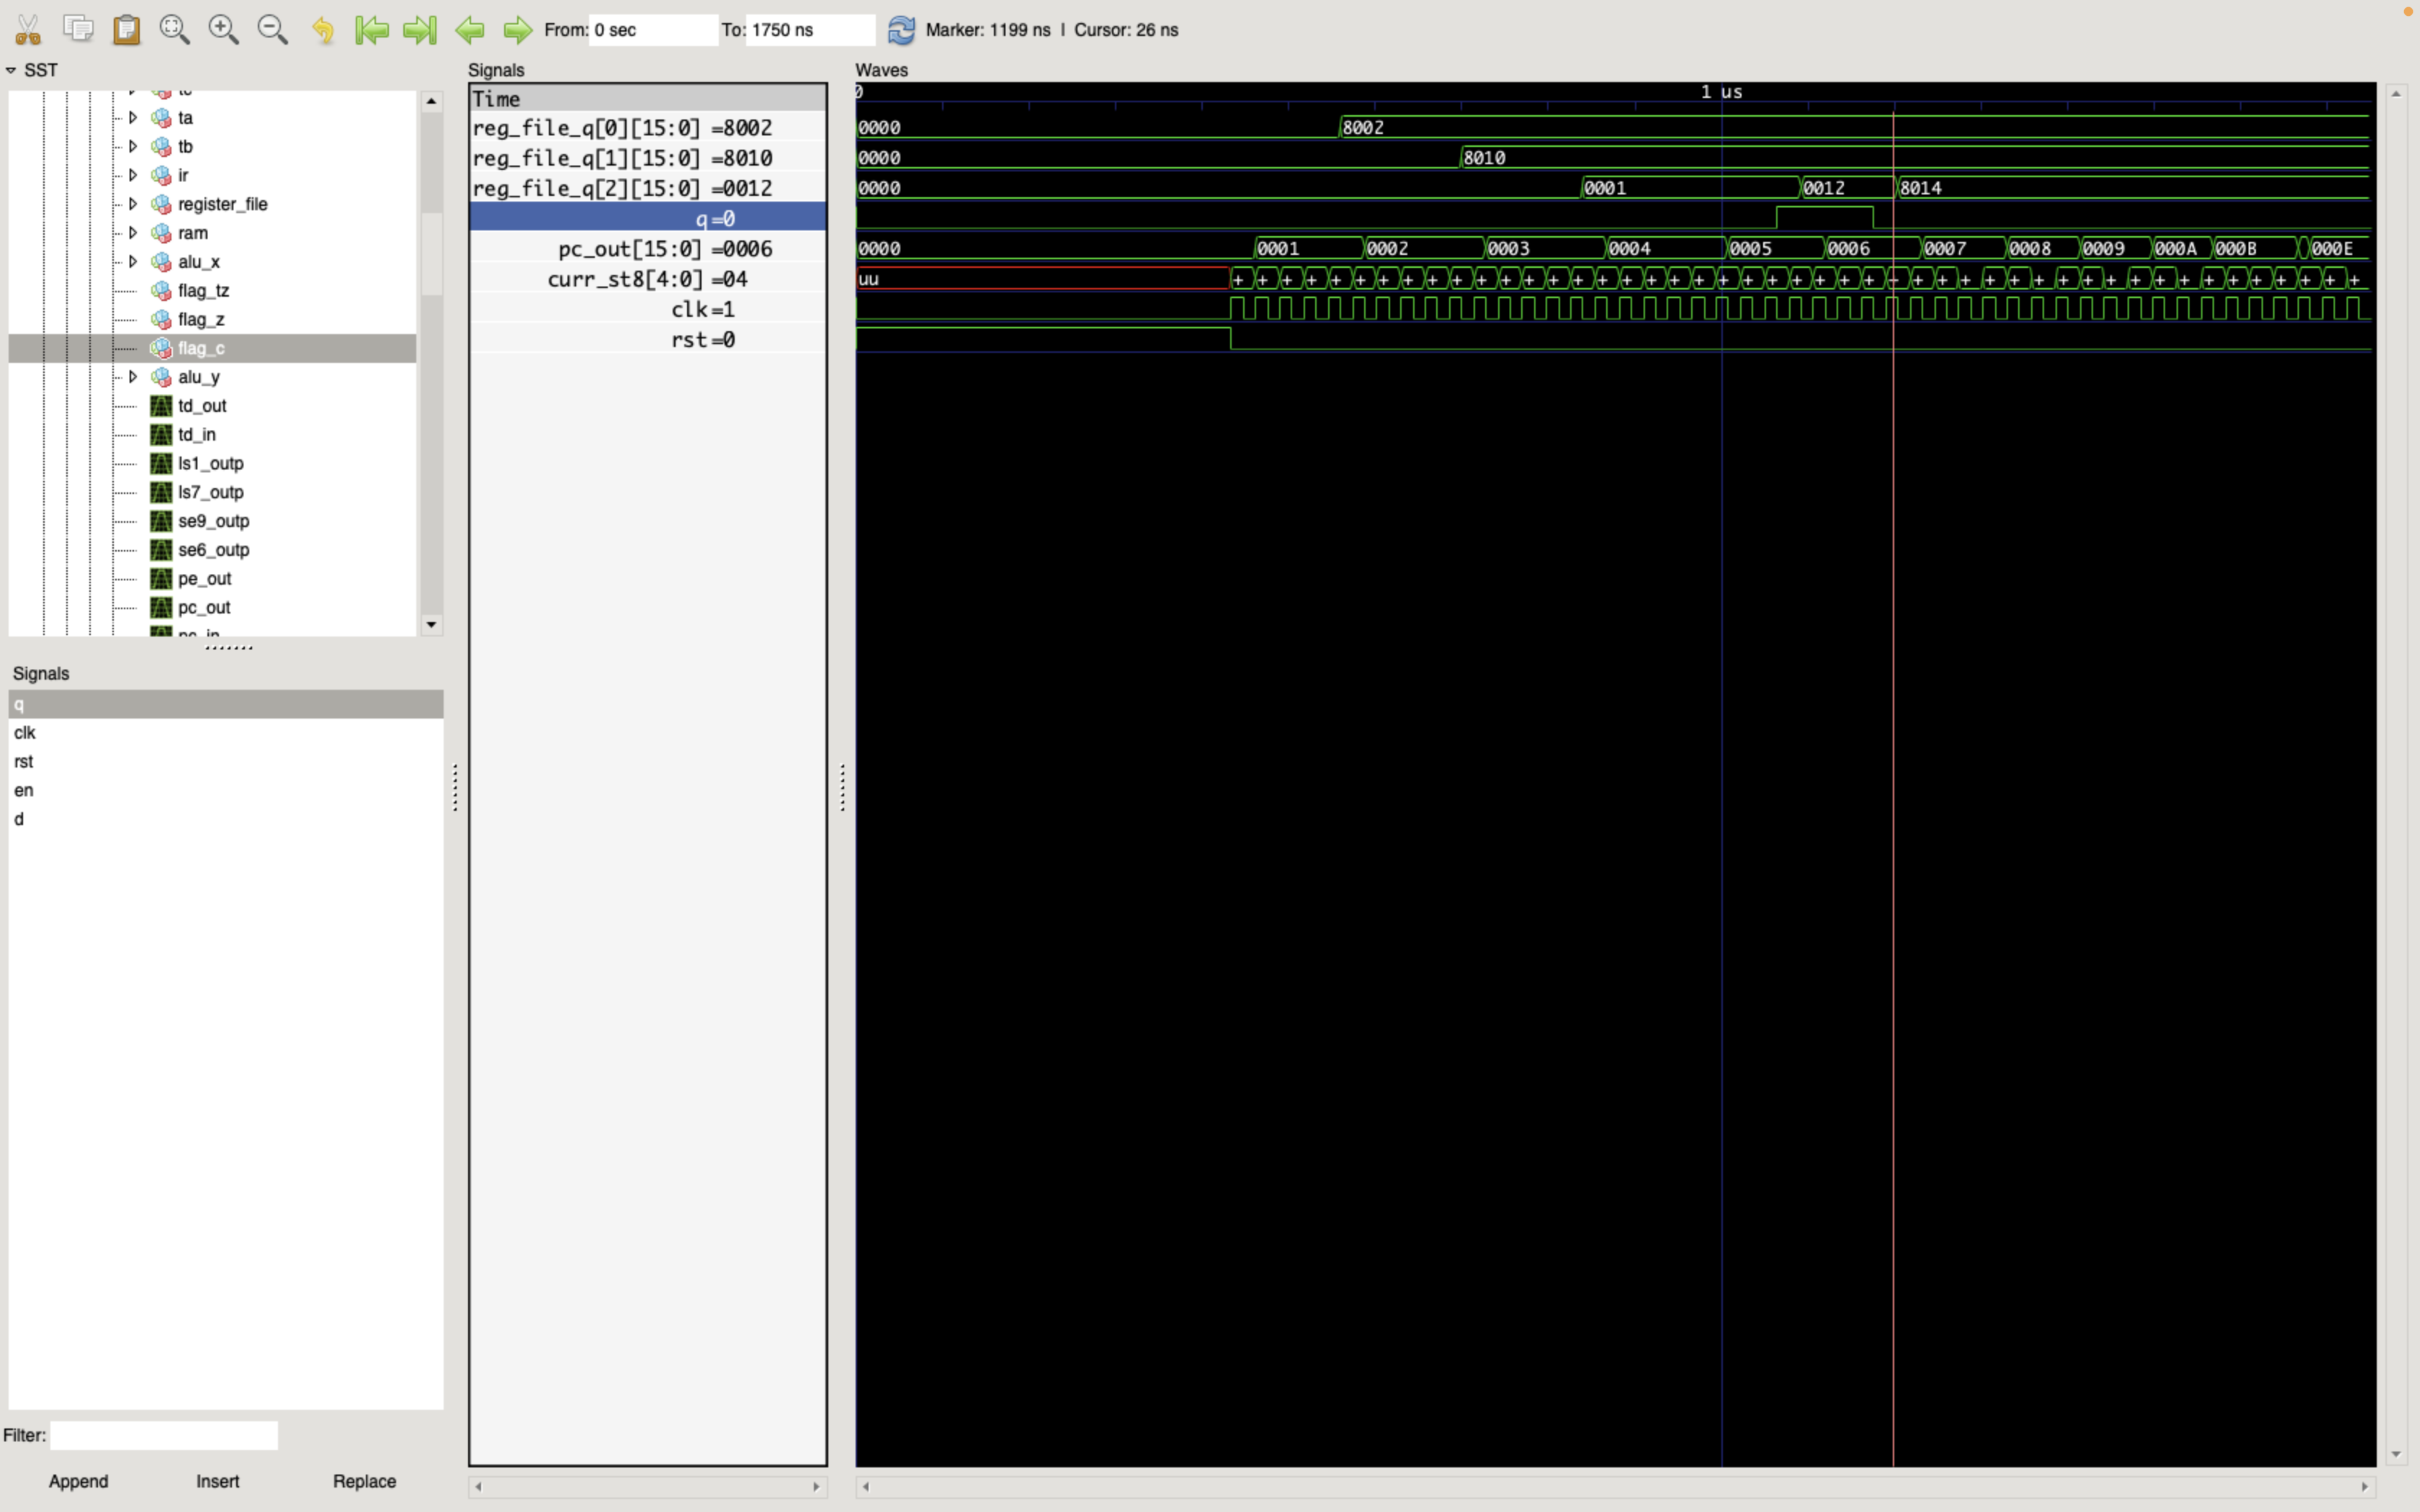 From: 0 sec To: 1750 ns Marker: 1199 ns | Cursor: 26 ns
SST
tc
ta
tb
ir
register_file
ram
alu_x
flag_tz
flag_z
flag_c
alu_y
td_out
td_in
ls1_outp
ls7_outp
se9_outp
se6_outp
pe_out
pc_out
pc_in
Signals
q
clk
rst
en
d
Filter:
Append Insert Replace
Signals
Time
reg_file_q[0][15:0] =8002
reg_file_q[1][15:0] =8010
reg_file_q[2][15:0] =0012
q=0
pc_out[15:0] =0006
curr_st8[4:0] =04
clk=1
rst=0
Waves
0 1 us
0000 8002
0000 8010
0000 0001 0012 8014
0000 0001 0002 0003 0004 0005 0006 0007 0008 0009 000A 000B 000E
uu + + + + + + + + + + + + + + + + + + + + + + + + + + + + + + + + + + + + + + + + + + + + + + +